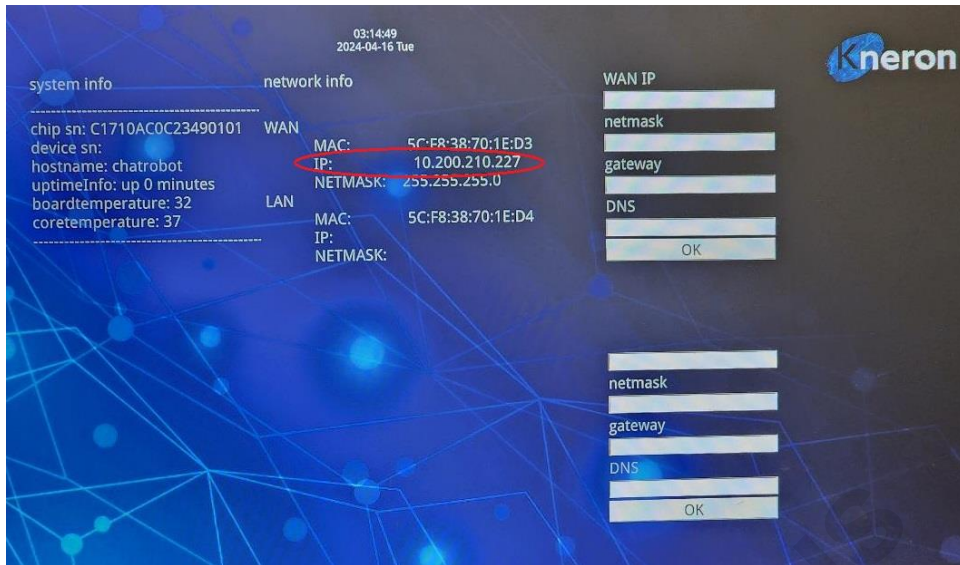 03:14:49
2024-04-16 Tue
Kneron
system info
network info
-------------------------------------------
chip sn: C1710AC0C23490101
device sn:
hostname: chatrobot
uptimeInfo: up 0 minutes
boardtemperature: 32
coretemperature: 37
-------------------------------------------
WAN
MAC: 5C:F8:38:70:1E:D3
IP: 10.200.210.227
NETMASK: 255.255.255.0
LAN
MAC: 5C:F8:38:70:1E:D4
IP:
NETMASK:
WAN IP
netmask
gateway
DNS
OK
netmask
gateway
DNS
OK